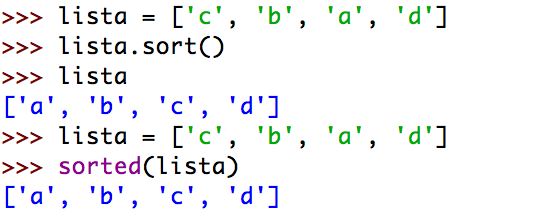 >>> lista = ['c', 'b', 'a', 'd']
>>> lista.sort()
>>> lista
['a', 'b', 'c', 'd']
>>> lista = ['c', 'b', 'a', 'd']
>>> sorted(lista)
['a', 'b', 'c', 'd']